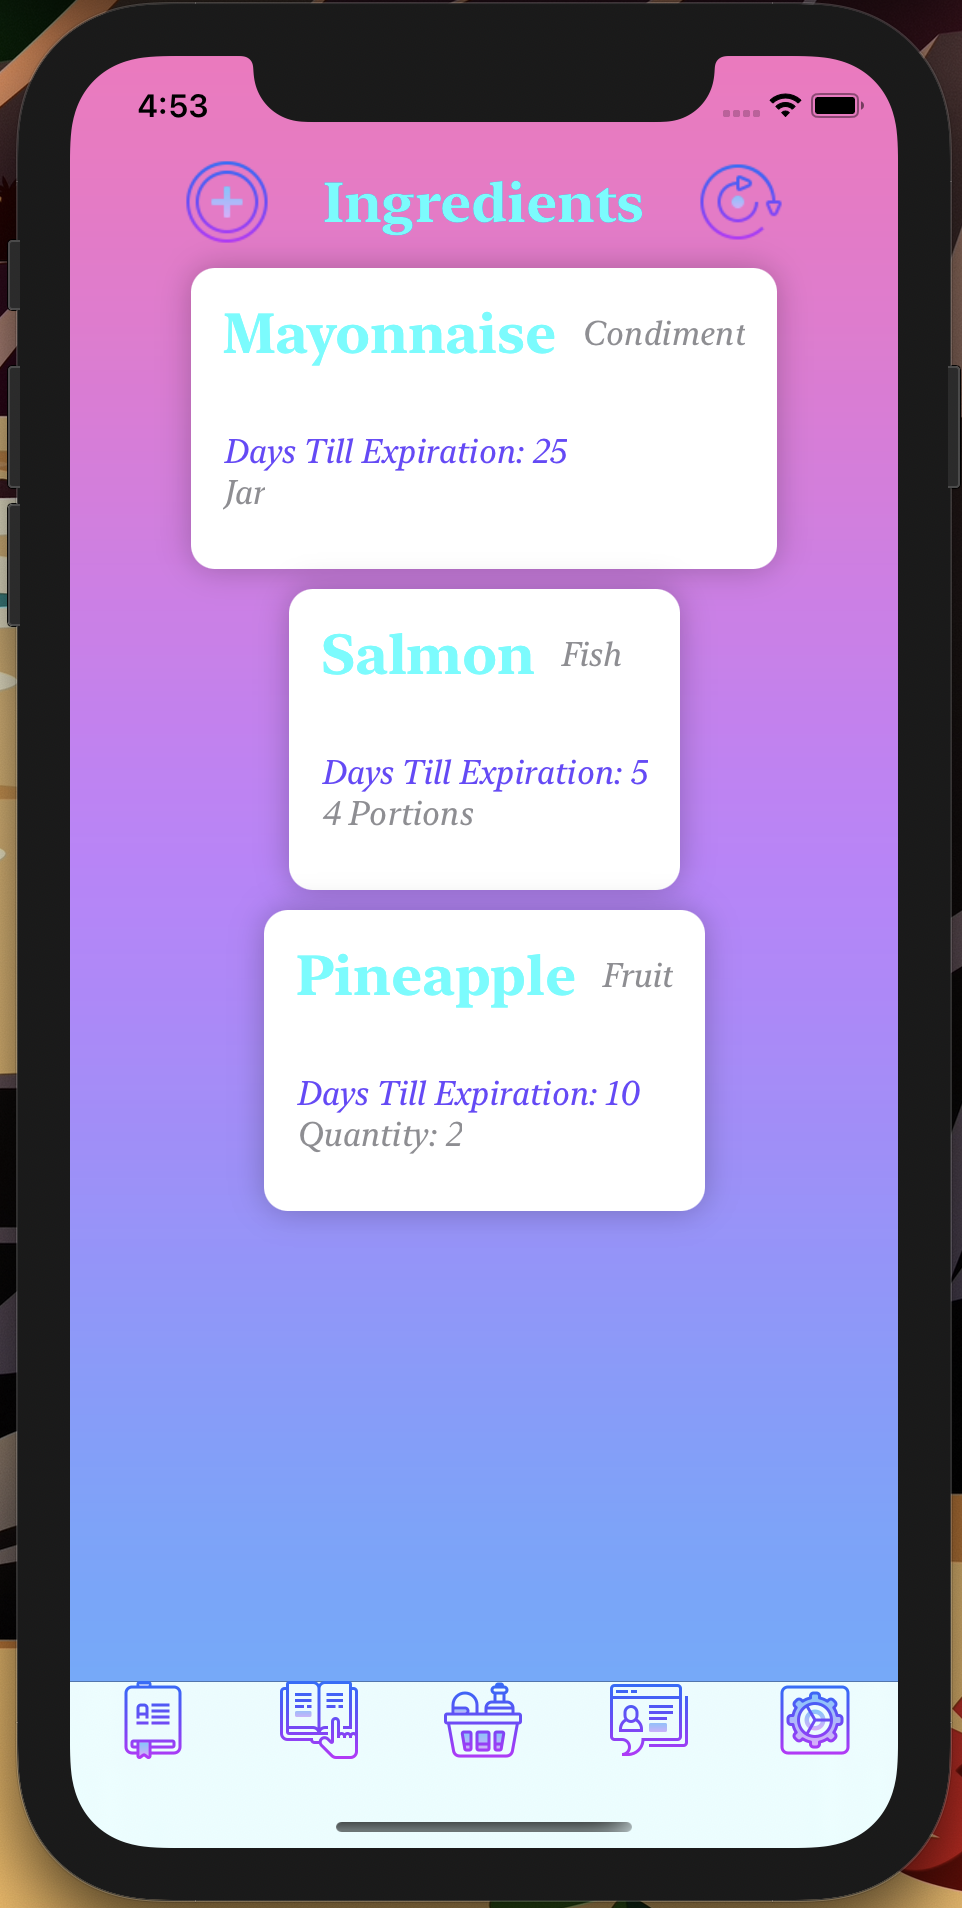 4:53
Ingredients
Mayonnaise Condiment
Days Till Expiration: 25
Jar
Salmon Fish
Days Till Expiration: 5
4 Portions
Pineapple Fruit
Days Till Expiration: 10
Quantity: 2